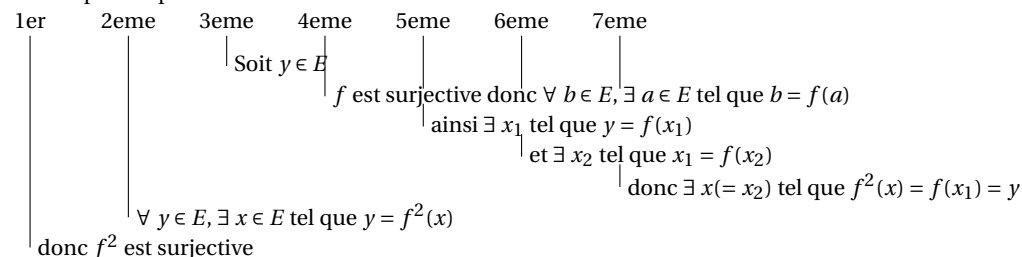 1er 2eme 3eme 4eme 5eme 6eme 7eme
Soit y ∈ E
f est surjective donc ∀ b ∈ E, ∃ a ∈ E tel que b = f(a)
ainsi ∃ x₁ tel que y = f(x₁)
et ∃ x₂ tel que x₁ = f(x₂)
donc ∃ x(= x₂) tel que f²(x) = f(x₁) = y
∀ y ∈ E, ∃ x ∈ E tel que y = f²(x)
donc f² est surjective